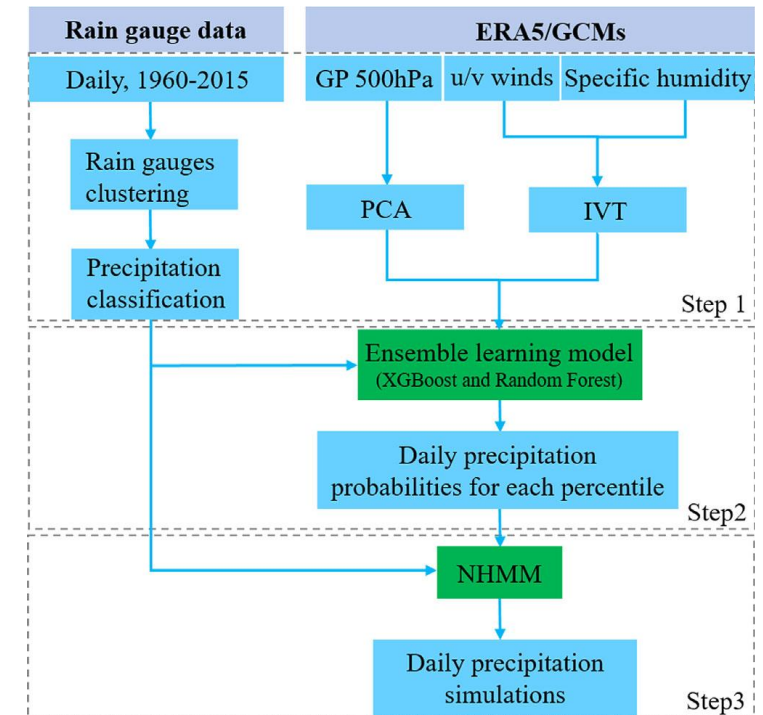 Rain gauge data
ERA5/GCMs
Daily, 1960-2015
GP 500hPa
u/v winds
Specific humidity
Rain gauges
clustering
PCA
IVT
Precipitation
classification
Step 1
Ensemble learning model
(XGBoost and Random Forest)
Daily precipitation
probabilities for each percentile
Step2
NHMM
Daily precipitation
simulations
Step3